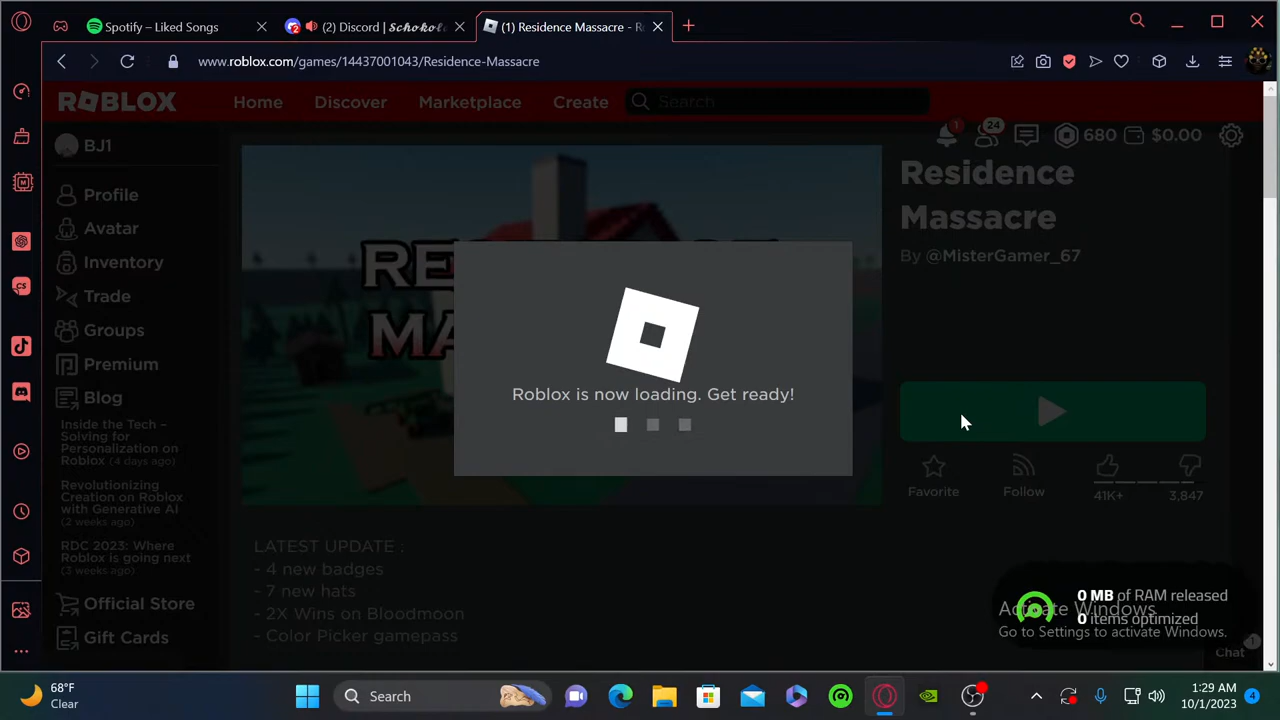 Spotify – Liked Songs
(2) Discord | 𝓢𝓬𝓱𝓸𝓴𝓸𝓵
(1) Residence Massacre - R
www.roblox.com/games/14437001043/Residence-Massacre
ROBLOX
Home
Discover
Marketplace
Create
Search
1
24
680
$0.00
BJ1
Profile
Avatar
Inventory
Trade
Groups
Premium
Blog
Inside the Tech –
Solving for
Personalization on
Roblox (4 days ago)
Revolutionizing
Creation on Roblox
with Generative AI
(2 weeks ago)
RDC 2023: Where
Roblox is going next
(3 weeks ago)
Official Store
Gift Cards
Residence
Massacre
By @MisterGamer_67
Roblox is now loading. Get ready!
Favorite
Follow
41K+
3,847
LATEST UPDATE :
- 4 new badges
- 7 new hats
- 2X Wins on Bloodmoon
- Color Picker gamepass
0 MB of RAM released
0 items optimized
Activate Windows
Go to Settings to activate Windows.
Chat
1
68°F
Clear
Search
1:29 AM
10/1/2023
4